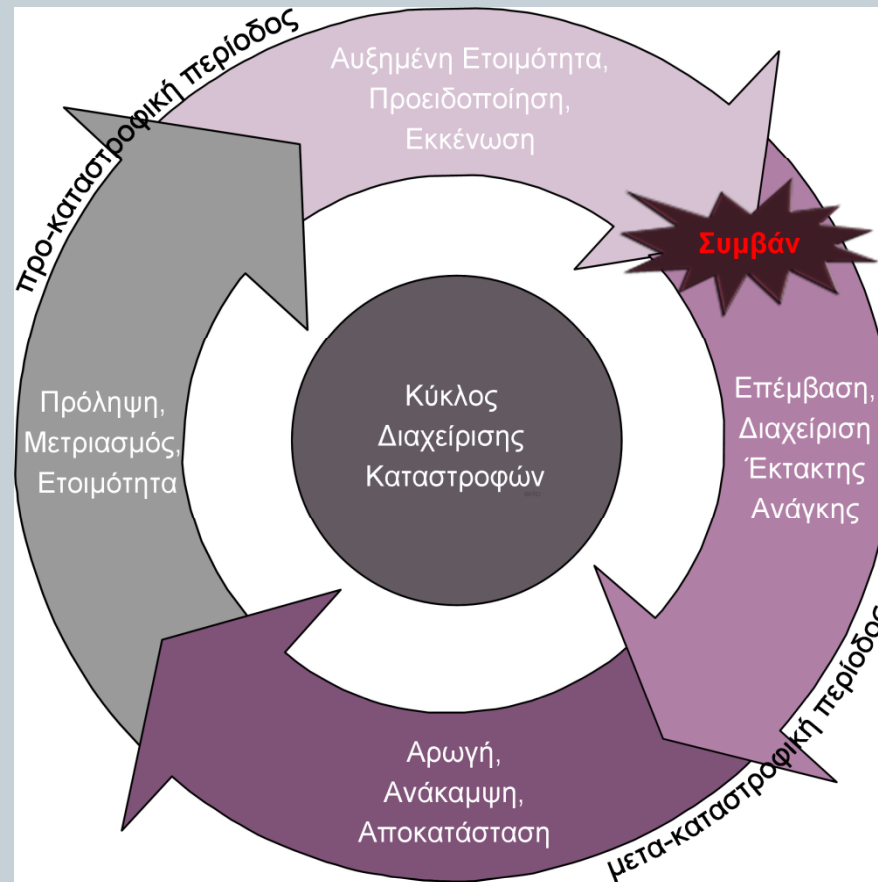 προ-καταστροφική περίοδος
Αυξημένη Ετοιμότητα,
Προειδοποίηση,
Εκκένωση
Συμβάν
Επέμβαση,
Διαχείριση
Έκτακτης
Ανάγκης
μετα-καταστροφική περίοδος
Αρωγή,
Ανάκαμψη,
Αποκατάσταση
Πρόληψη,
Μετριασμός,
Ετοιμότητα
Κύκλος
Διαχείρισης
Καταστροφών